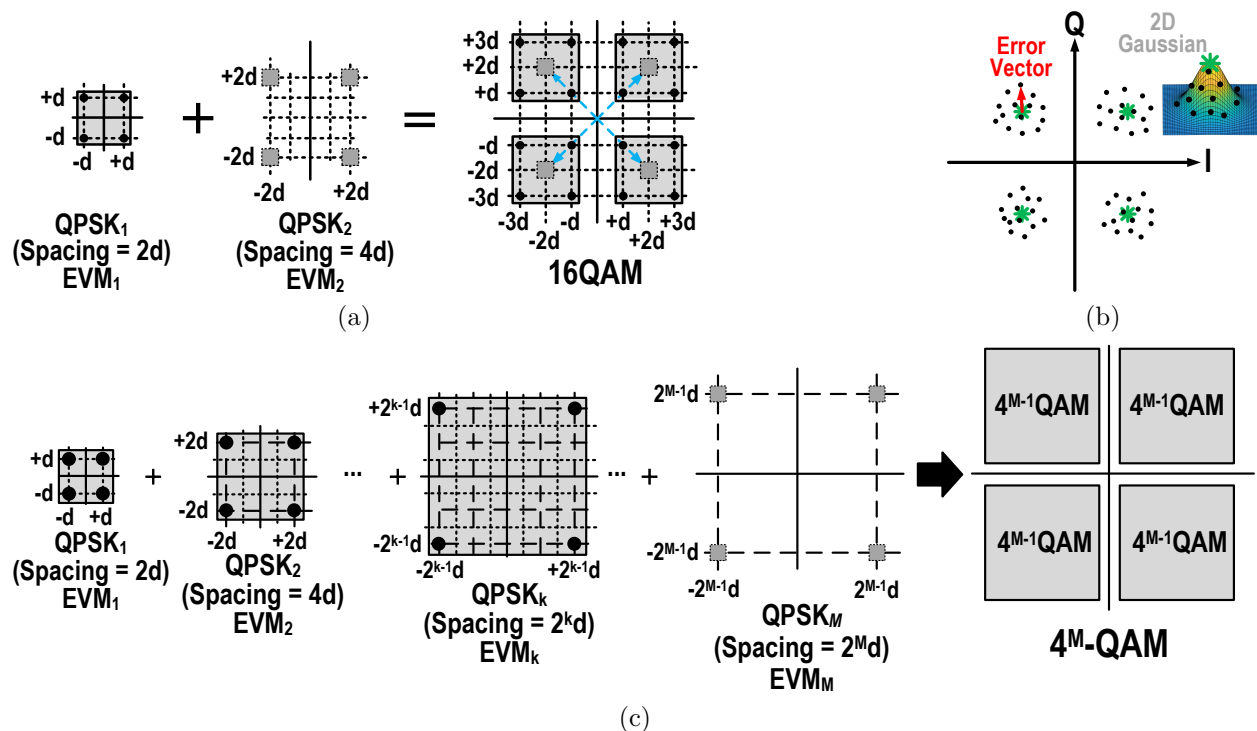 +d
-d
-d +d
QPSK₁
(Spacing = 2d)
EVM₁
+
+2d
-2d
-2d +2d
QPSK₂
(Spacing = 4d)
EVM₂
=
+3d
+2d
+d
-d
-2d
-3d
-3d -d +d +3d
-2d +2d
16QAM
(a)
Q
I
Error
Vector
2D
Gaussian
(b)
+d
-d
-d +d
QPSK₁
(Spacing = 2d)
EVM₁
+
+2d
-2d
-2d +2d
QPSK₂
(Spacing = 4d)
EVM₂
... +
+2ᵏ⁻¹d
-2ᵏ⁻¹d
-2ᵏ⁻¹d +2ᵏ⁻¹d
QPSKₖ
(Spacing = 2ᵏd)
EVMₖ
... +
2ᴹ⁻¹d
-2ᴹ⁻¹d
-2ᴹ⁻¹d 2ᴹ⁻¹d
QPSK_M
(Spacing = 2ᴹd)
EVM_M
4ᴹ⁻¹QAM 4ᴹ⁻¹QAM
4ᴹ⁻¹QAM 4ᴹ⁻¹QAM
4ᴹ-QAM
(c)